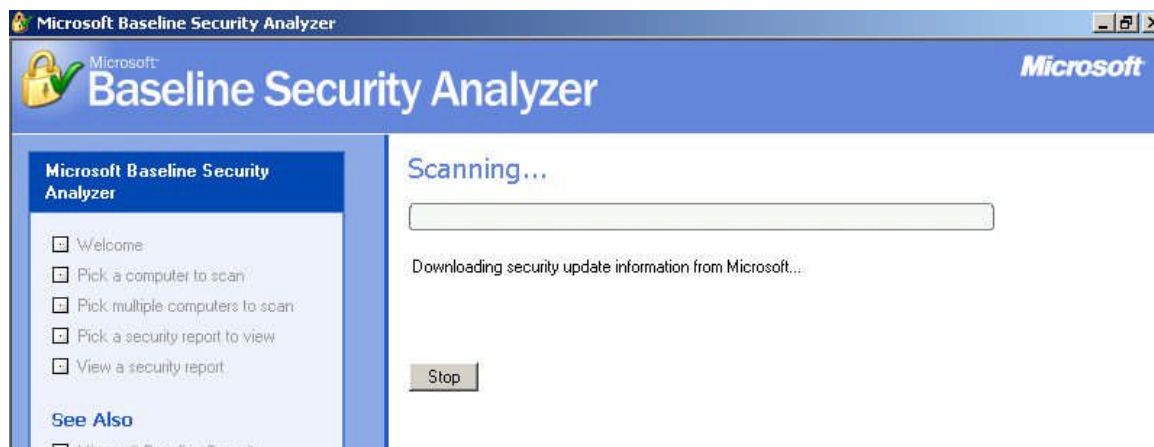 Microsoft Baseline Security Analyzer
Microsoft
Baseline Security Analyzer
Microsoft
Microsoft Baseline Security
Analyzer
Welcome
Pick a computer to scan
Pick multiple computers to scan
Pick a security report to view
View a security report
See Also
Scanning...
Downloading security update information from Microsoft...
Stop